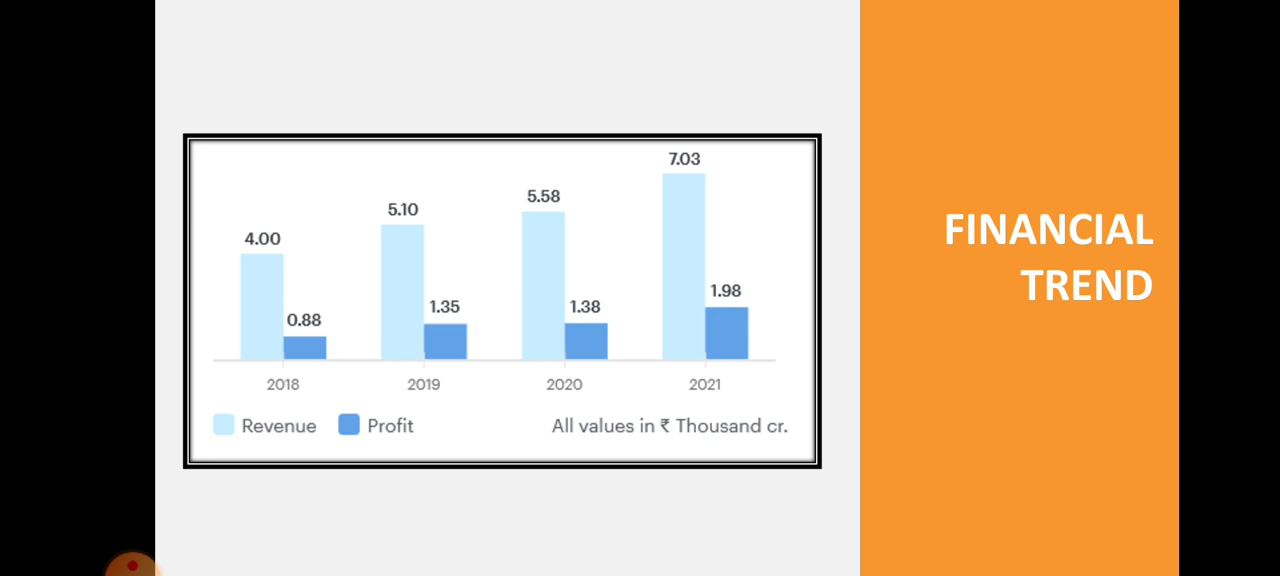 7.03
5.58
5.10
4.00
1.98
1.38
1.35
0.88
2018 2019 2020 2021
Revenue Profit All values in ₹ Thousand cr.
FINANCIAL
TREND